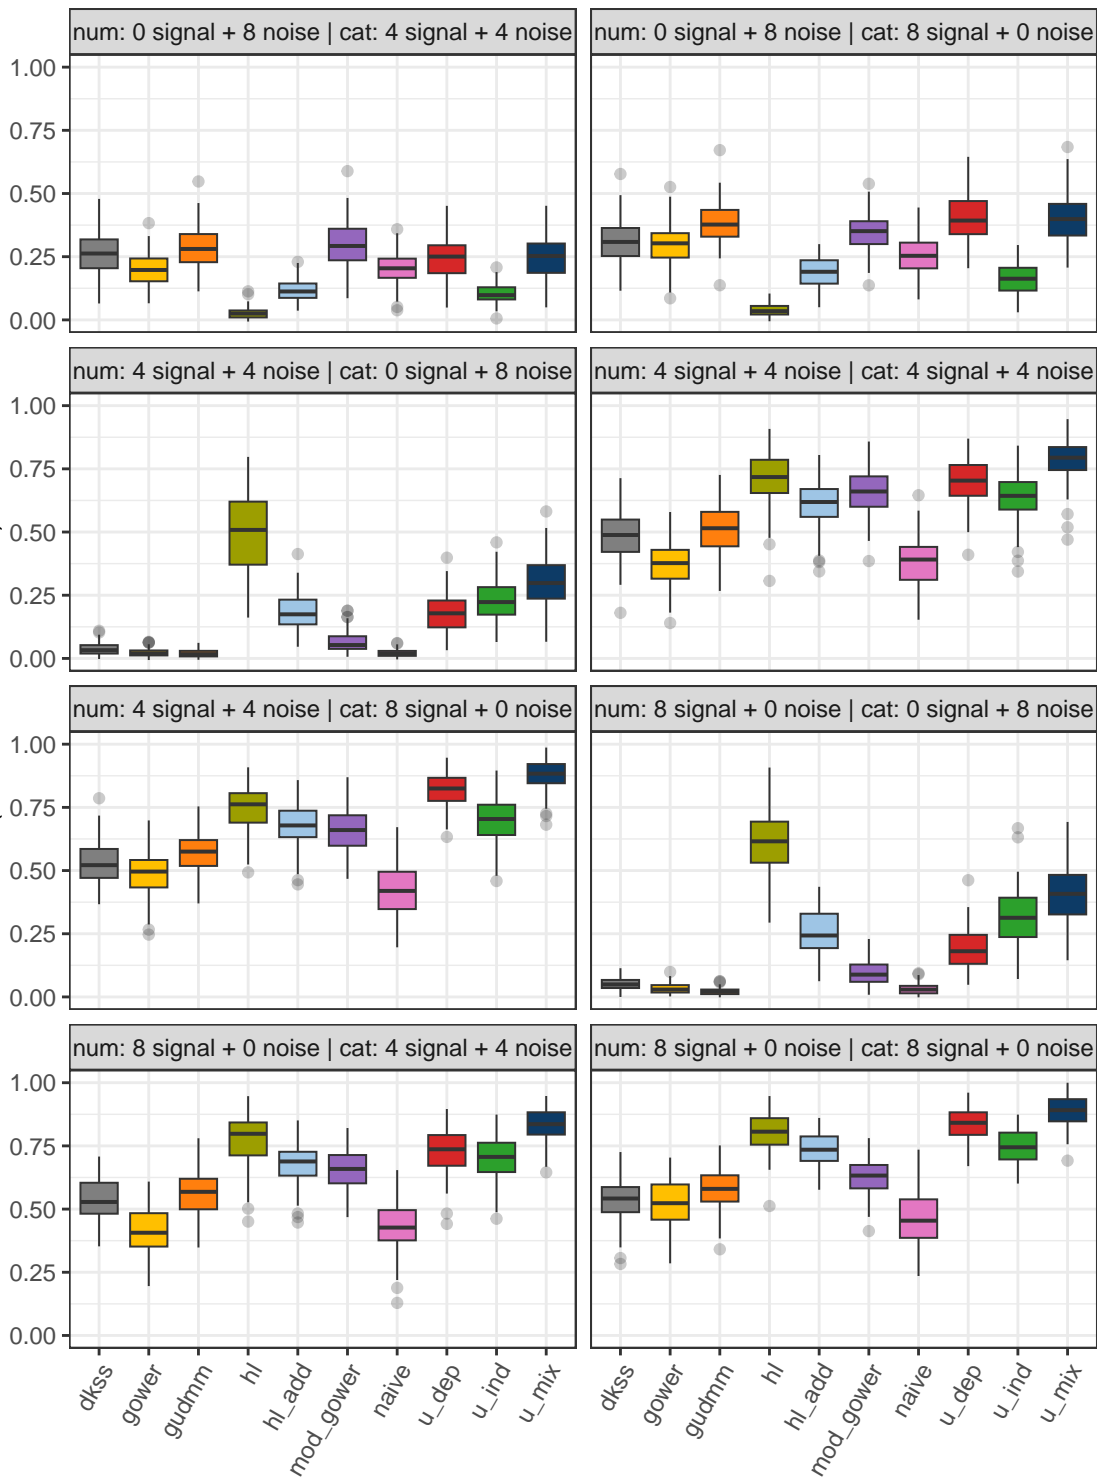 num: 0 signal + 8 noise | cat: 4 signal + 4 noise
num: 0 signal + 8 noise | cat: 8 signal + 0 noise
1.00
0.75
0.50
0.25
0.00
num: 4 signal + 4 noise | cat: 0 signal + 8 noise
num: 4 signal + 4 noise | cat: 4 signal + 4 noise
1.00
0.75
0.50
0.25
0.00
num: 4 signal + 4 noise | cat: 8 signal + 0 noise
num: 8 signal + 0 noise | cat: 0 signal + 8 noise
1.00
0.75
0.50
0.25
0.00
num: 8 signal + 0 noise | cat: 4 signal + 4 noise
num: 8 signal + 0 noise | cat: 8 signal + 0 noise
1.00
0.75
0.50
0.25
0.00
dkss
gower
gudmm
hl
hl_add
mod_gower
naive
u_dep
u_ind
u_mix
dkss
gower
gudmm
hl
hl_add
mod_gower
naive
u_dep
u_ind
u_mix